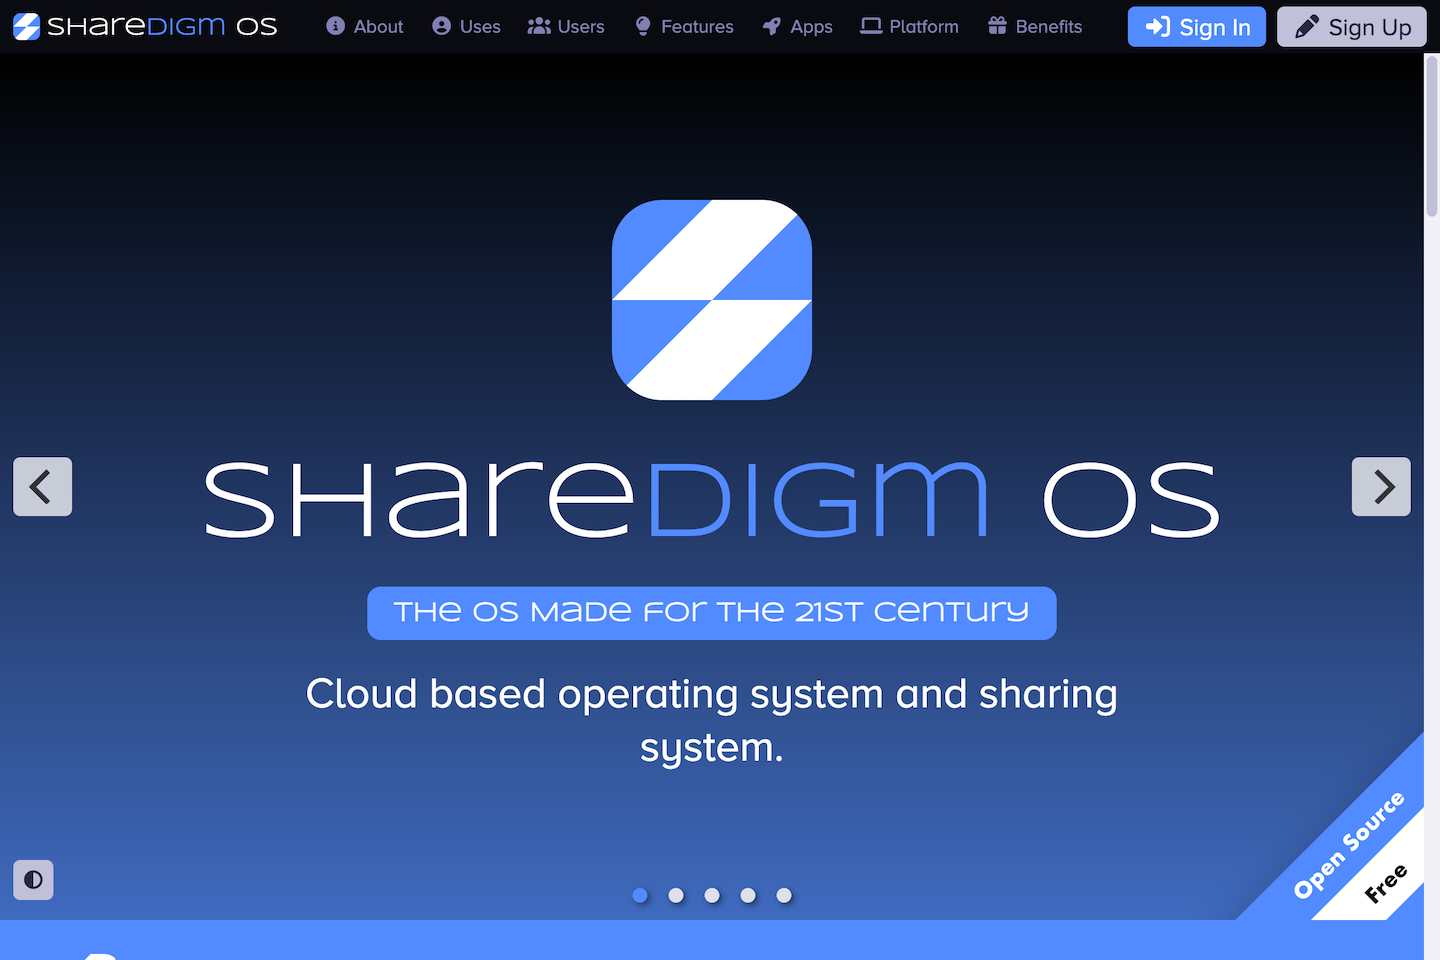 SHareDIGM OS
About
Uses
Users
Features
Apps
Platform
Benefits
Sign In
Sign Up
SHareDIGM OS
THE OS MADE FOR THE 21ST CENTURY
Cloud based operating system and sharing
system.
Open Source
Free